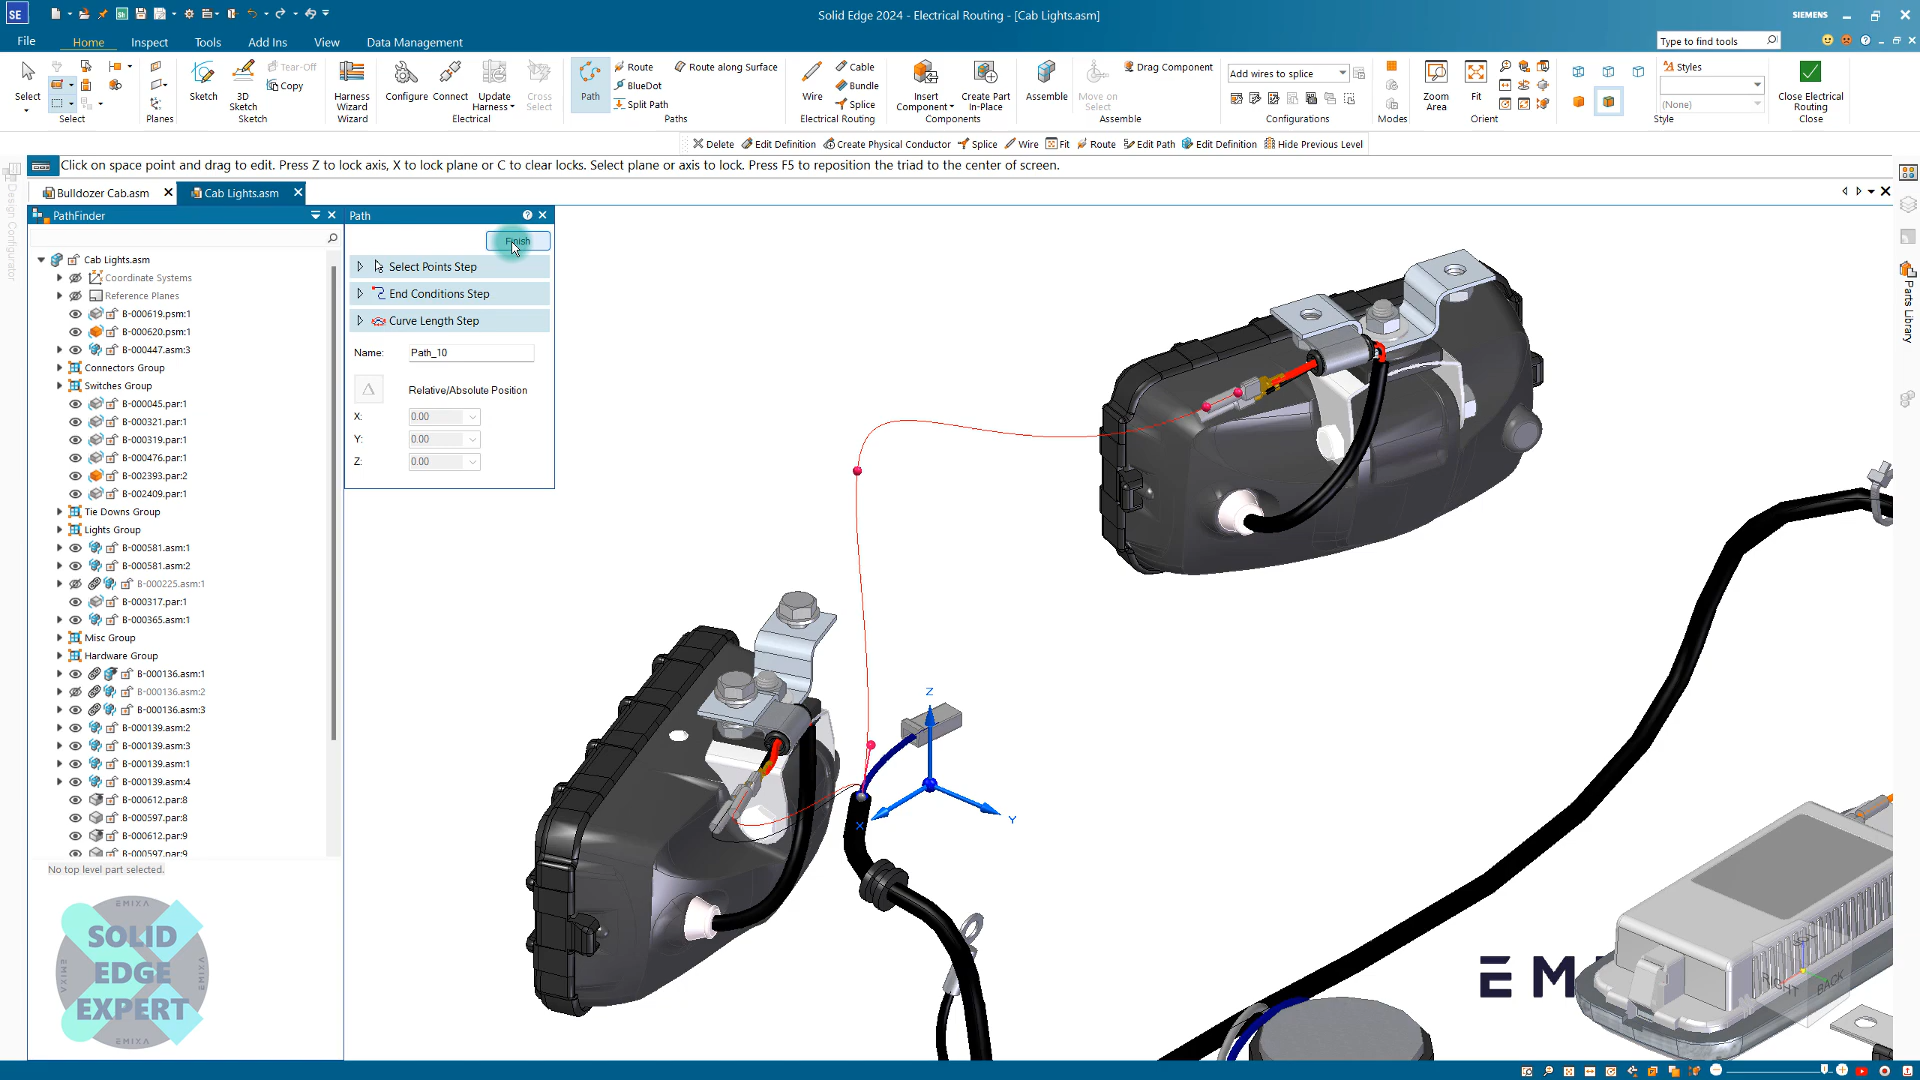 SE
Solid Edge 2024 - Electrical Routing - [Cab Lights.asm]
SIEMENS
File
Home
Inspect
Tools
Add Ins
View
Data Management
Type to find tools
Select
Select
Planes
Sketch
3D Sketch
Tear-Off
Copy
Sketch
Harness Wizard
Harness Wizard
Configure
Connect
Update Harness
Cross Select
Electrical
Path
Route
BlueDot
Split Path
Route along Surface
Paths
Wire
Cable
Bundle
Splice
Electrical Routing
Insert Component
Create Part In-Place
Components
Assemble
Move on Select
Drag Component
Assemble
Add wires to splice
Configurations
Modes
Zoom Area
Fit
Orient
Styles
(None)
Style
Close Electrical Routing
Close
Delete
Edit Definition
Create Physical Conductor
Splice
Wire
Fit
Route
Edit Path
Edit Definition
Hide Previous Level
Click on space point and drag to edit. Press Z to lock axis, X to lock plane or C to clear locks. Select plane or axis to lock. Press F5 to reposition the triad to the center of screen.
Design Configurator
Bulldozer Cab.asm
Cab Lights.asm
PathFinder
Cab Lights.asm
Coordinate Systems
Reference Planes
B-000619.psm:1
B-000620.psm:1
B-000447.asm:3
Connectors Group
Switches Group
B-000045.par:1
B-000321.par:1
B-000319.par:1
B-000476.par:1
B-002393.par:2
B-002409.par:1
Tie Downs Group
Lights Group
B-000581.asm:1
B-000581.asm:2
B-000225.asm:1
B-000317.par:1
B-000365.asm:1
Misc Group
Hardware Group
B-000136.asm:1
B-000136.asm:2
B-000136.asm:3
B-000139.asm:2
B-000139.asm:3
B-000139.asm:1
B-000139.asm:4
B-000612.par:8
B-000597.par:8
B-000612.par:9
B-000597.par:9
No top level part selected.
Path
Finish
Select Points Step
End Conditions Step
Curve Length Step
Name:
Path_10
Relative/Absolute Position
X:
0.00
Y:
0.00
Z:
0.00
Z
X
Y
Parts Library
EMIXA
SOLID
EDGE
EXPERT
EMIXA
EMIXA
EMIXA
E M
RIGHT
BACK